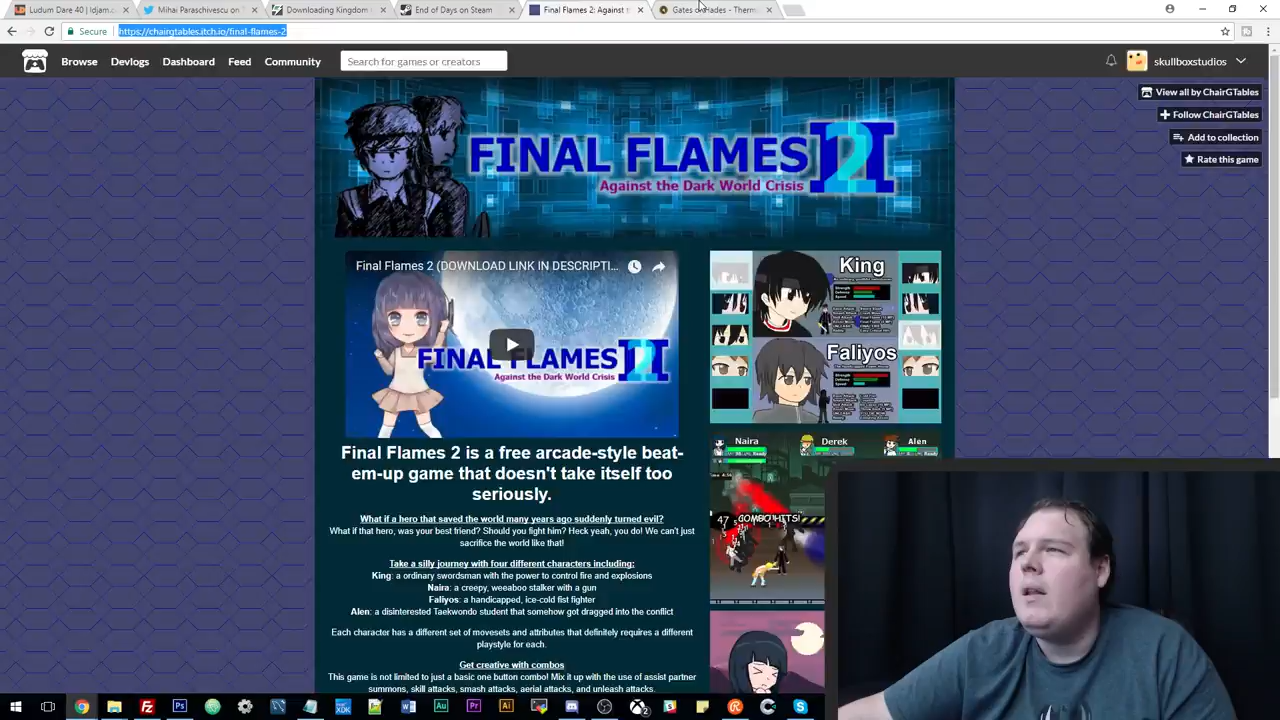 Ludum Dare 40 | ldjam.c
Mihai Paraschivescu on
Downloading Kingdom
End of Days on Steam
Final Flames 2: Against t
Gates of Hades - Therm
Secure
https://chairgtables.itch.io/final-flames-2
Browse Devlogs Dashboard Feed Community
Search for games or creators
skullboxstudios
View all by ChairGTables
Follow ChairGTables
Add to collection
Rate this game
FINAL FLAMES 2
Against the Dark World Crisis
Final Flames 2 (DOWNLOAD LINK IN DESCRIPTI...
FINAL FLAMES 2
Against the Dark World Crisis
King
Faliyos
Naira Derek Alen
47 COMBO HITS!
Final Flames 2 is a free arcade-style beat-
em-up game that doesn't take itself too
seriously.
What if a hero that saved the world many years ago suddenly turned evil?
What if that hero, was your best friend? Should you fight him? Heck yeah, you do! We can't just
sacrifice the world like that!
Take a silly journey with four different characters including:
King: a ordinary swordsman with the power to control fire and explosions
Naira: a creepy, weeaboo stalker with a gun
Faliyos: a handicapped, ice-cold fist fighter
Alen: a disinterested Taekwondo student that somehow got dragged into the conflict
Each character has a different set of movesets and attributes that definitely requires a different
playstyle for each.
Get creative with combos
This game is not limited to just a basic one button combo! Mix it up with the use of assist partner
summons, skill attacks, smash attacks, aerial attacks, and unleash attacks.